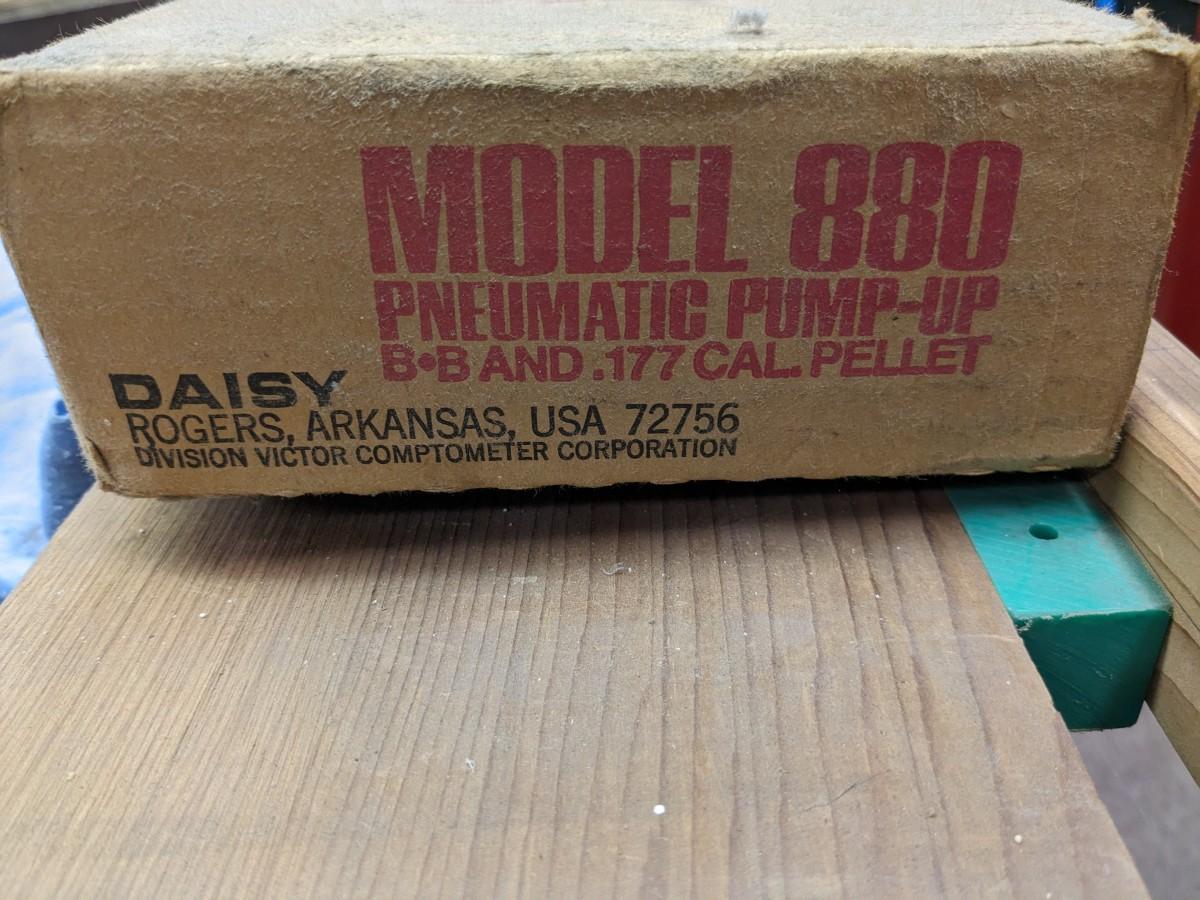 MODEL 880
PNEUMATIC PUMP-UP
B•B AND .177 CAL. PELLET
DAISY
ROGERS, ARKANSAS, USA 72756
DIVISION VICTOR COMPTOMETER CORPORATION